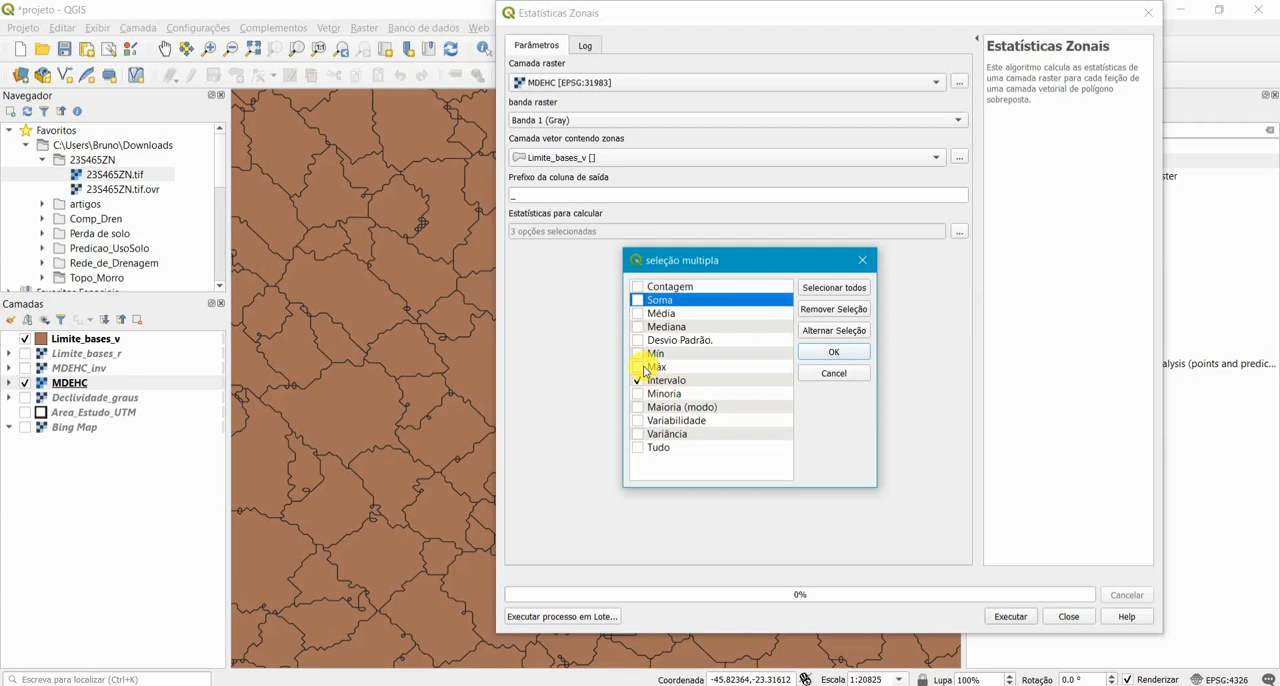 *projeto — QGIS
Projeto Editar Exibir Camada Configurações Complementos Vetor Raster Banco de dados Web
Navegador
Favoritos
C:\Users\Bruno\Downloads
23S465ZN
23S465ZN.tif
23S465ZN.tif.ovr
artigos
Comp_Dren
Perda de solo
Predicao_UsoSolo
Rede_de_Drenagem
Topo_Morro
Camadas
Limite_bases_v
Limite_bases_r
MDEHC_inv
MDEHC
Declividade_graus
Area_Estudo_UTM
Bing Map
Estatísticas Zonais
Parâmetros Log
Camada raster
MDEHC [EPSG:31983]
...
banda raster
Banda 1 (Gray)
Camada vetor contendo zonas
Limite_bases_v []
...
Prefixo da coluna de saída
_
Estatísticas para calcular
3 opções selecionadas
...
seleção multipla
Contagem
Soma
Média
Mediana
Desvio Padrão.
Mín
Máx
Intervalo
Minoria
Maioria (modo)
Variabilidade
Variância
Tudo
Selecionar todos
Remover Seleção
Alternar Seleção
OK
Cancel
Estatísticas Zonais
Este algoritmo calcula as estatísticas
de uma camada raster para cada feição de
uma camada vetorial de polígono
sobreposta.
ster
alysis (points and predic...
0%
Cancelar
Executar processo em Lote...
Executar
Close
Help
Escreva para localizar (Ctrl+K)
Coordenada -45.82364,-23.31612 Escala 1:20825 Lupa 100% Rotação 0.0 ° Renderizar EPSG:4326